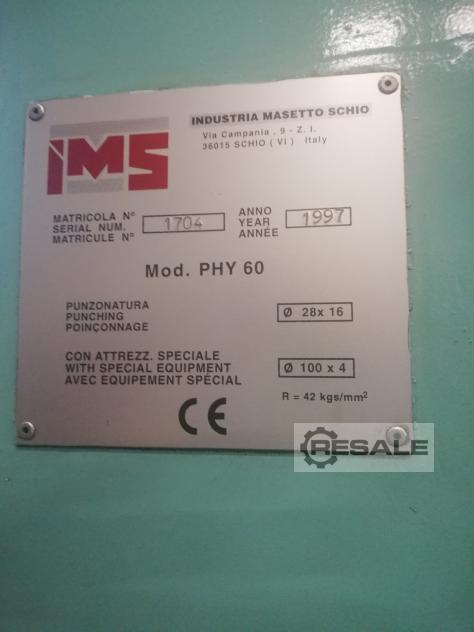 IMS
INDUSTRIA MASETTO SCHIO
Via Campania , 9 - Z. I.
36015 SCHIO ( VI ) Italy
MATRICOLA Nº
SERIAL NUM.
MATRICULE Nº
1704
ANNO
YEAR
ANNÉE
1997
Mod. PHY 60
PUNZONATURA
PUNCHING
POINÇONNAGE
Ø 28x 16
CON ATTREZZ. SPECIALE
WITH SPECIAL EQUIPMENT
AVEC EQUIPEMENT SPÉCIAL
Ø 100 x 4
R = 42 kgs/mm²
CE
RESALE